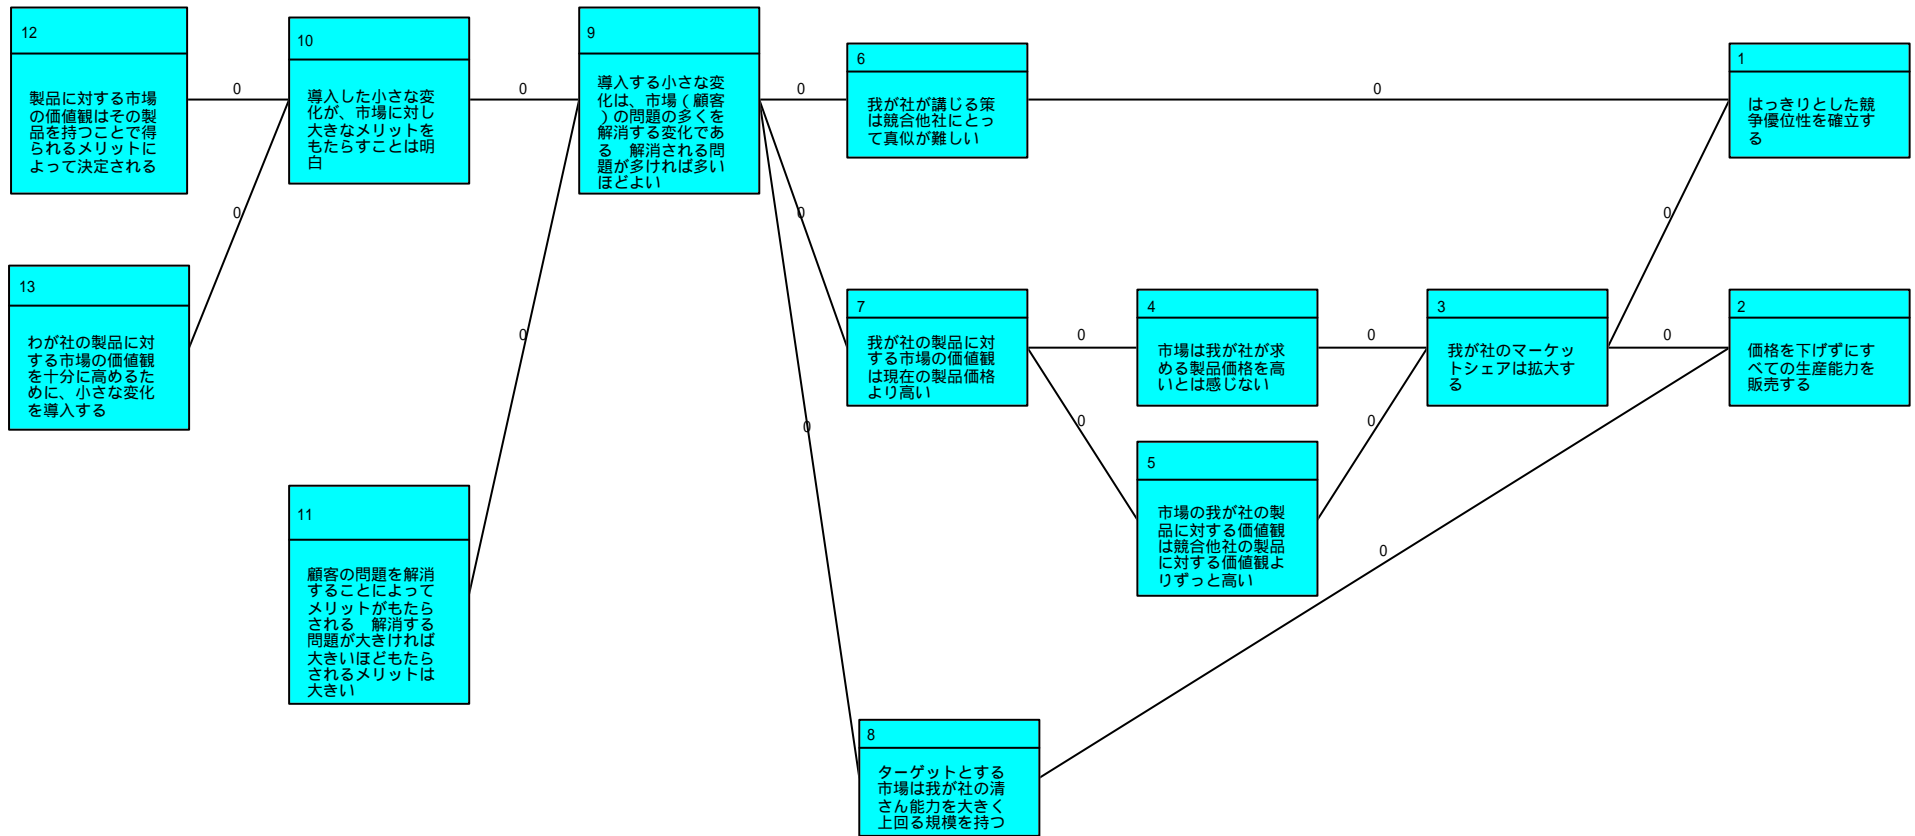 12
製品に対する市場
の価値観はその製
品を持つことで得
られるメリットに
よって決定される
0
10
導入した小さな変
化が、市場に対し
大きなメリットを
もたらすことは明
白
0
9
導入する小さな変
化は、市場（顧客
）の問題の多くを
解消する変化であ
る　解消される問
題が多ければ多い
ほどよい
0
6
我が社が講じる策
は競合他社にとっ
て真似が難しい
0
1
はっきりとした競
争優位性を確立す
る
0
0
0
13
わが社の製品に対
する市場の価値観
を十分に高めるた
めに、小さな変化
を導入する
0
7
我が社の製品に対
する市場の価値観
は現在の製品価格
より高い
0
4
市場は我が社が求
める製品価格を高
いとは感じない
0
3
我が社のマーケッ
トシェアは拡大す
る
0
2
価格を下げずにす
べての生産能力を
販売する
0
0
0
5
市場の我が社の製
品に対する価値観
は競合他社の製品
に対する価値観よ
りずっと高い
0
11
顧客の問題を解消
することによって
メリットがもたら
される　解消する
問題が大きければ
大きいほどもたら
されるメリットは
大きい
8
ターゲットとする
市場は我が社の清
さん能力を大きく
上回る規模を持つ